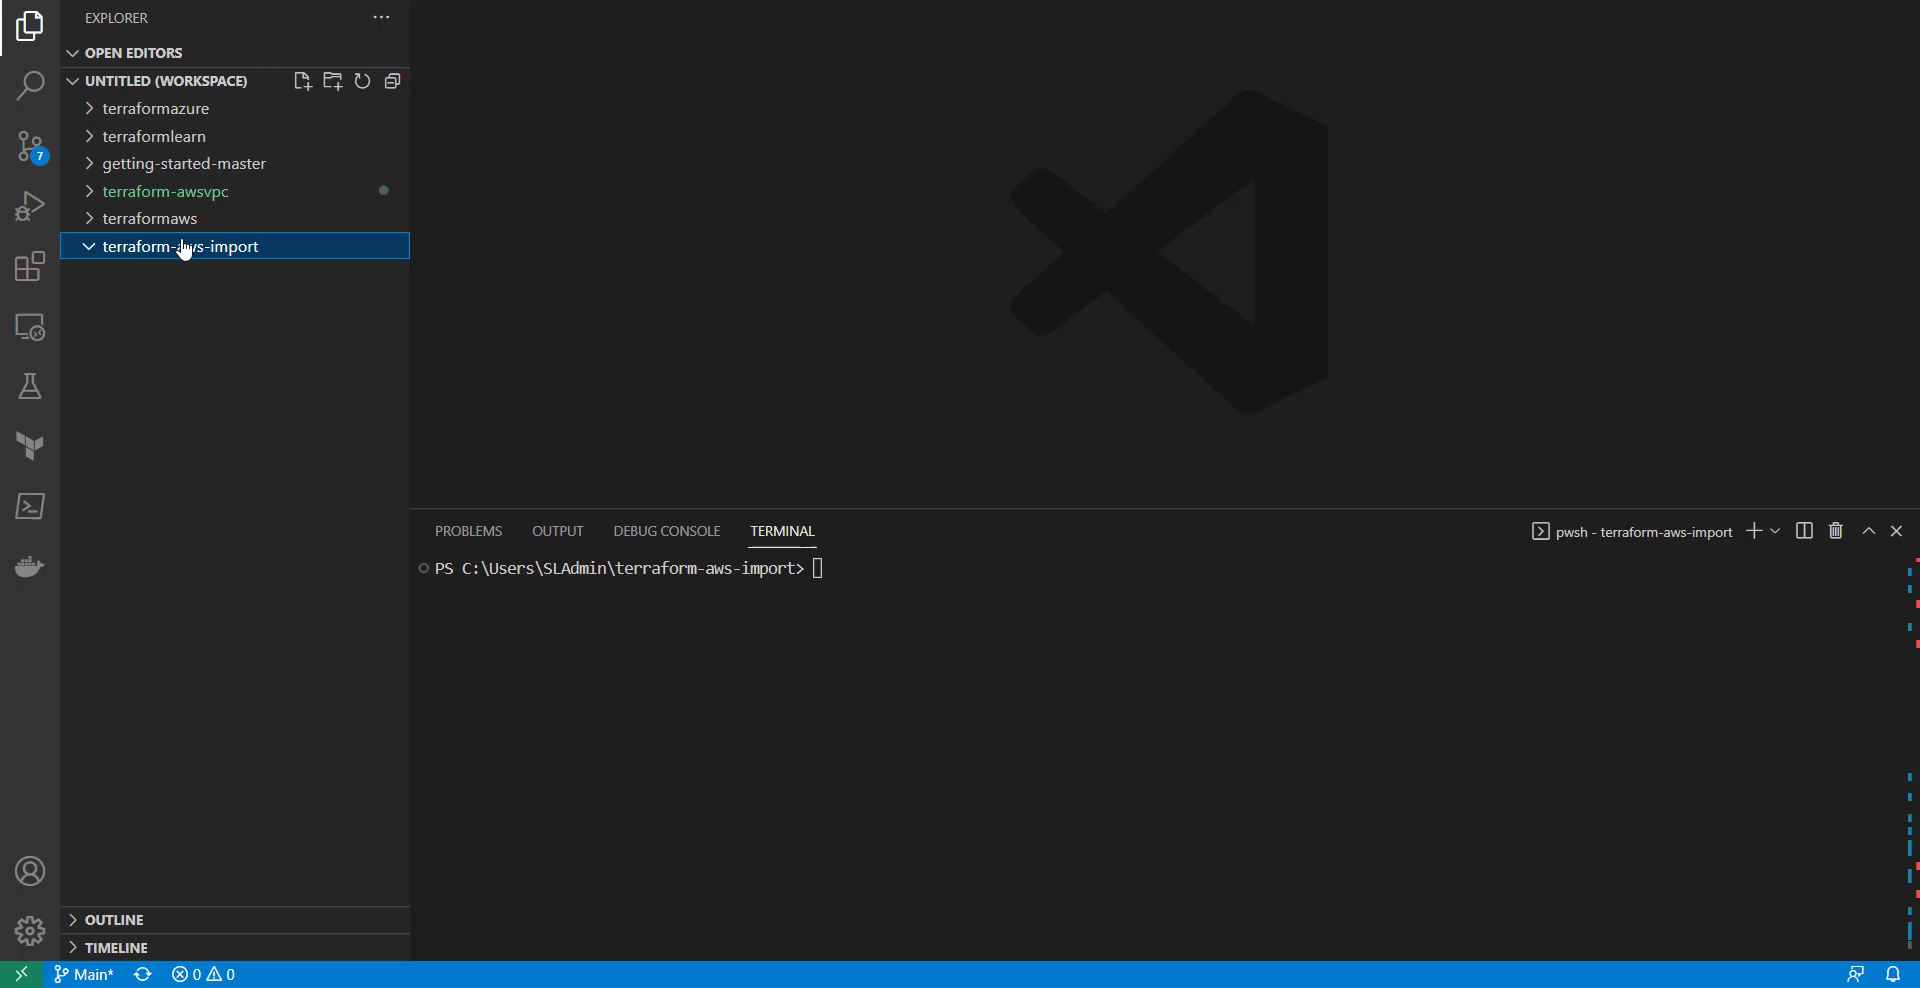 EXPLORER
OPEN EDITORS
UNTITLED (WORKSPACE)
terraformazure
terraformlearn
7
getting-started-master
terraform-awsvpc
terraformaws
terraform-aws-import
PROBLEMS OUTPUT DEBUG CONSOLE TERMINAL
pwsh - terraform-aws-import
PS C:\Users\SLAdmin\terraform-aws-import>
OUTLINE
TIMELINE
Main* 0 0